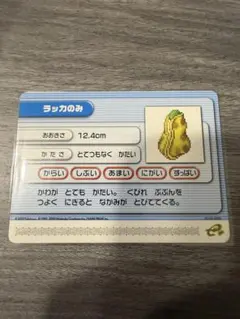 ラッカのみ
おおきさ 12.4cm
かたさ とてつもなく かたい
からい しぶい あまい にがい すっぱい
かわが とても かたい。 くびれ ぶぶんを
つよく にぎると なかみが とびでてくる。
e